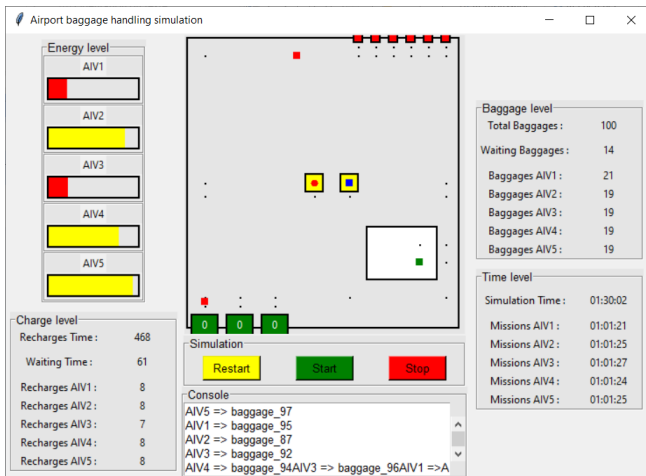 Airport baggage handling simulation
Energy level
AIV1
AIV2
AIV3
AIV4
AIV5
Charge level
Recharges Time : 468
Waiting Time : 61
Recharges AIV1 : 8
Recharges AIV2 : 8
Recharges AIV3 : 7
Recharges AIV4 : 8
Recharges AIV5 : 8
0 0 0
Simulation
Restart Start Stop
Console
AIV5 => baggage_97
AIV1 => baggage_95
AIV2 => baggage_87
AIV3 => baggage_92
AIV4 => baggage_94AIV3 => baggage_96AIV1 =>A
Baggage level
Total Baggages : 100
Waiting Baggages : 14
Baggages AIV1 : 21
Baggages AIV2 : 19
Baggages AIV3 : 19
Baggages AIV4 : 19
Baggages AIV5 : 19
Time level
Simulation Time : 01:30:02
Missions AIV1 : 01:01:21
Missions AIV2 : 01:01:25
Missions AIV3 : 01:01:27
Missions AIV4 : 01:01:24
Missions AIV5 : 01:01:25